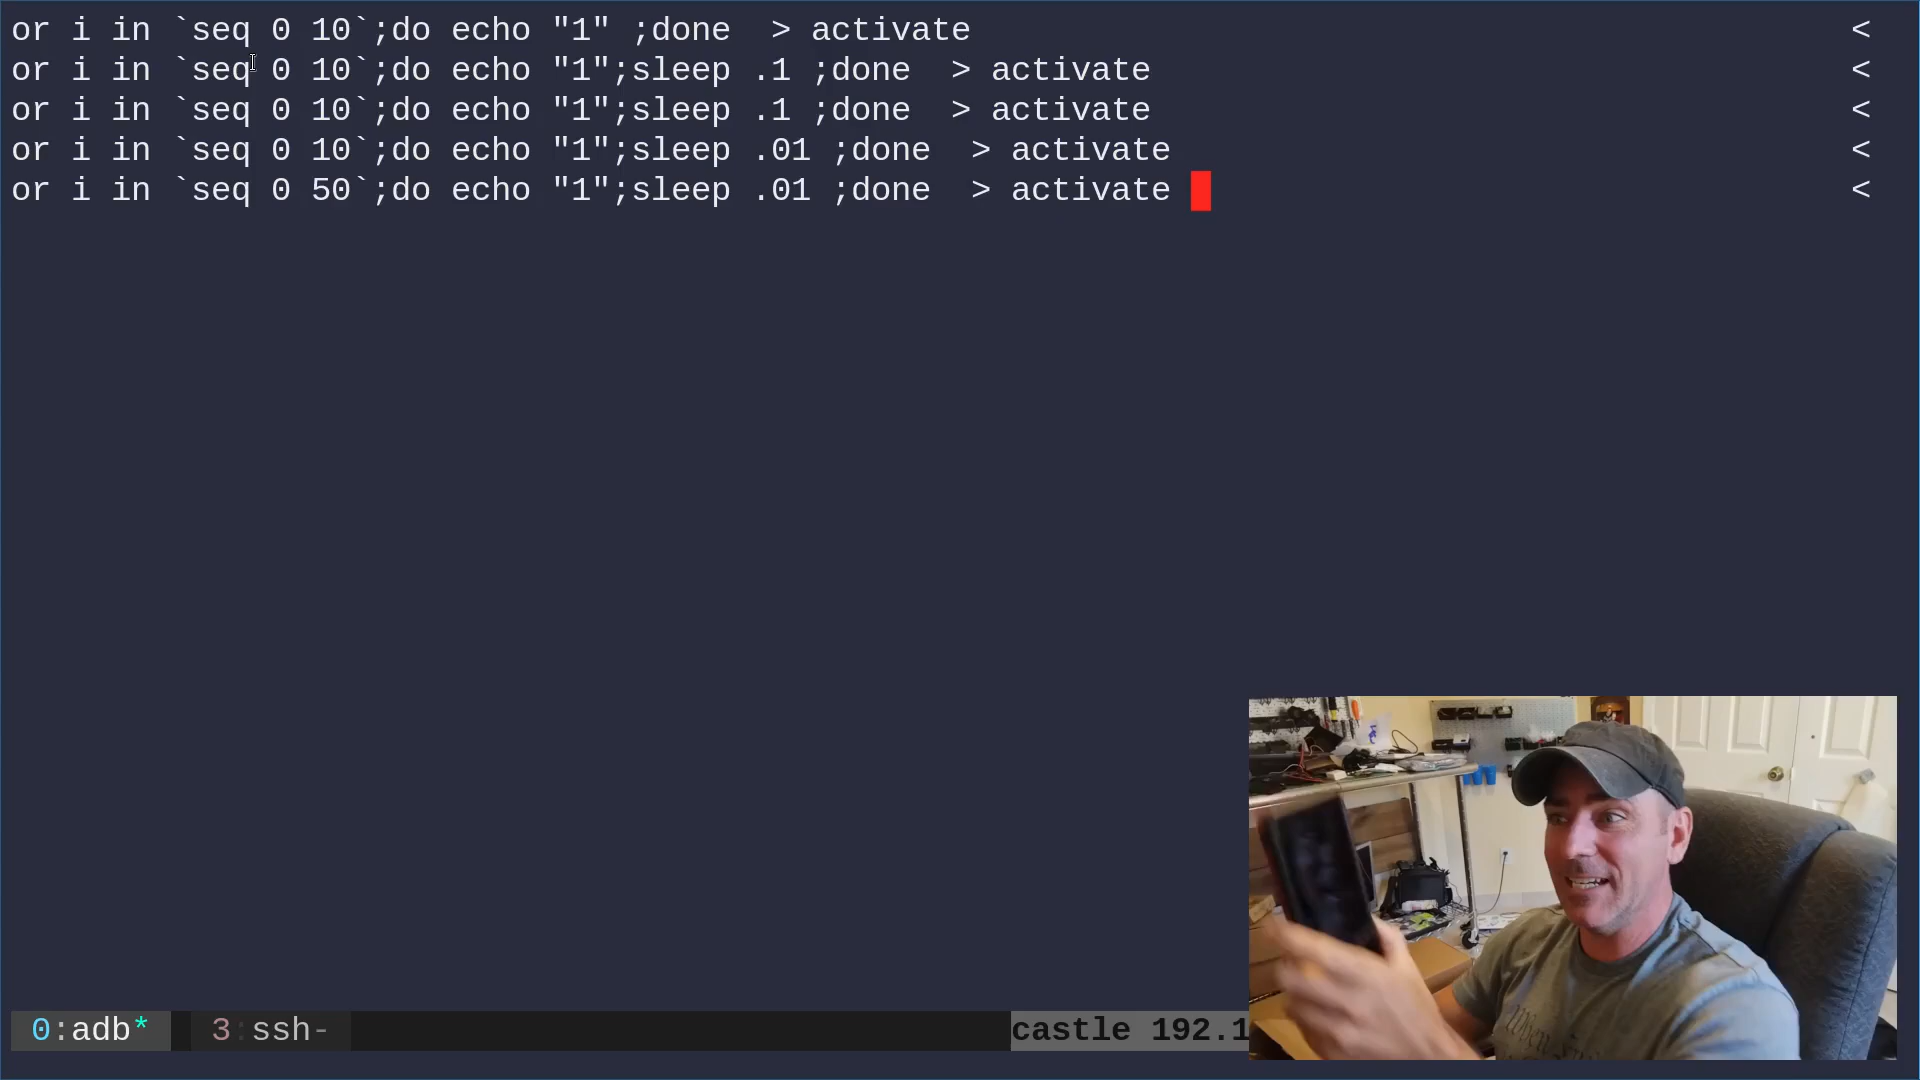 or i in `seq 0 10`;do echo "1" ;done  > activate <
or i in `seq 0 10`;do echo "1";sleep .1 ;done  > activate <
or i in `seq 0 10`;do echo "1";sleep .1 ;done  > activate <
or i in `seq 0 10`;do echo "1";sleep .01 ;done  > activate <
or i in `seq 0 50`;do echo "1";sleep .01 ;done  > activate <
0:adb* 3:ssh- castle 192.1